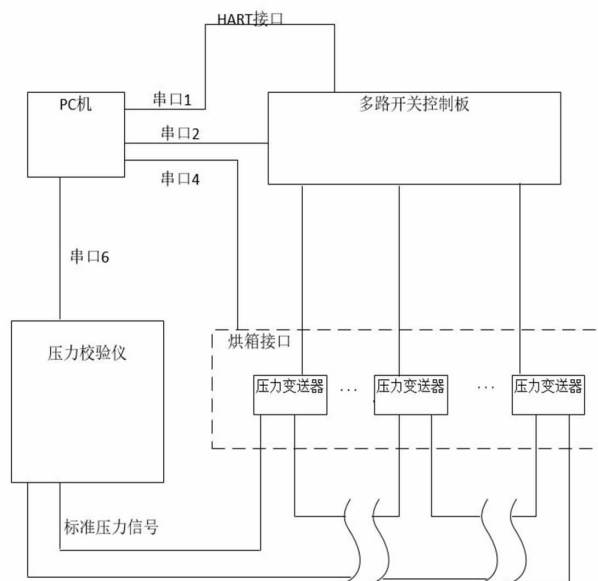 HART接口
PC机
串口1
多路开关控制板
串口2
串口4
串口6
烘箱接口
压力校验仪
压力变送器
...
压力变送器
...
压力变送器
标准压力信号